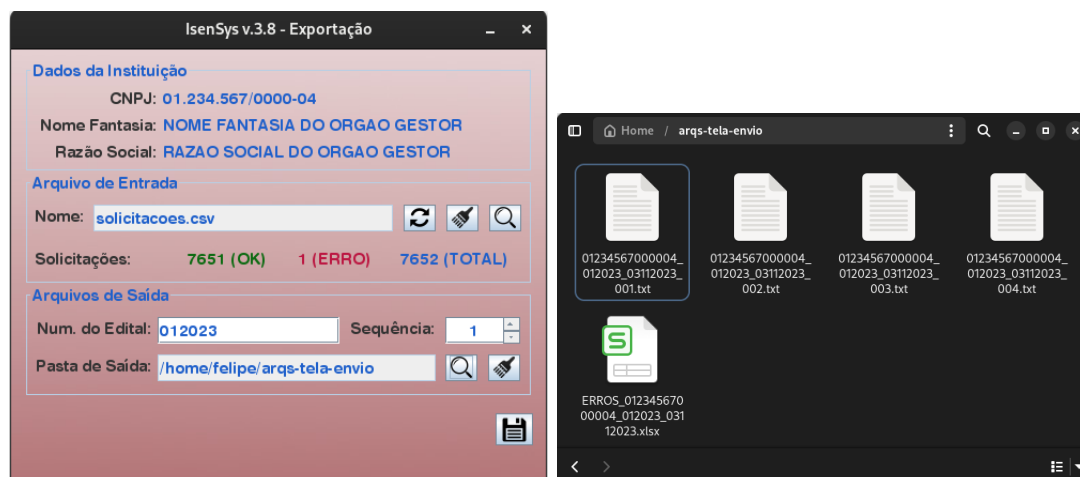 IsenSys v.3.8 - Exportação
Dados da Instituição
CNPJ: 01.234.567/0000-04
Nome Fantasia: NOME FANTASIA DO ORGAO GESTOR
Razão Social: RAZAO SOCIAL DO ORGAO GESTOR
Arquivo de Entrada
Nome: solicitacoes.csv
Solicitações: 7651 (OK) 1 (ERRO) 7652 (TOTAL)
Arquivos de Saída
Num. do Edital: 012023 Sequência: 1
Pasta de Saída: /home/felipe/arqs-tela-envio
Home / arqs-tela-envio
01234567000004_
012023_03112023_
001.txt
01234567000004_
012023_03112023_
002.txt
01234567000004_
012023_03112023_
003.txt
01234567000004_
012023_03112023_
004.txt
S
ERROS_012345670
00004_012023_031
12023.xlsx